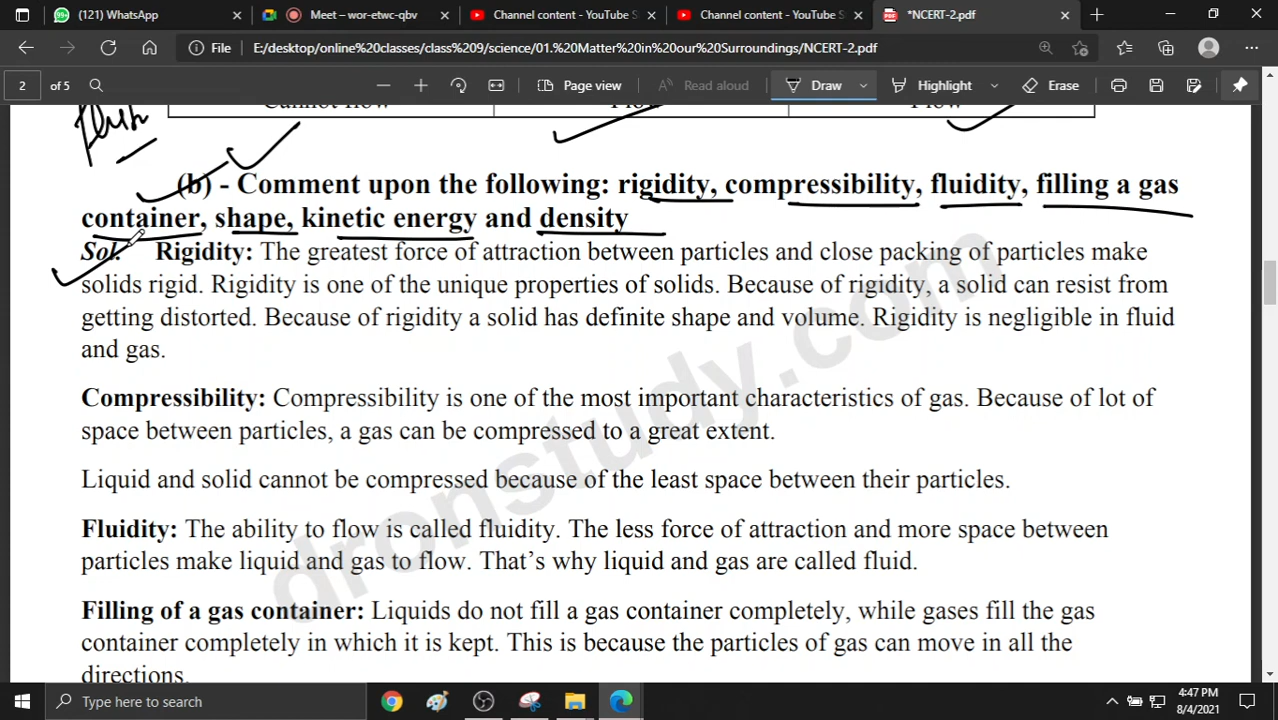 (121) WhatsApp
Meet – wor-etwc-qbv
Channel content - YouTube S
Channel content - YouTube S
*NCERT-2.pdf
File E:/desktop/online%20classes/class%209/science/01.%20Matter%20in%20our%20Surroundings/NCERT-2.pdf
2 of 5 Page view Read aloud Draw Highlight Erase
Cannot flow Flow Flow
(b) - Comment upon the following: rigidity, compressibility, fluidity, filling a gas
container, shape, kinetic energy and density
Sol. Rigidity: The greatest force of attraction between particles and close packing of particles make
solids rigid. Rigidity is one of the unique properties of solids. Because of rigidity, a solid can resist from
getting distorted. Because of rigidity a solid has definite shape and volume. Rigidity is negligible in fluid
and gas.
Compressibility: Compressibility is one of the most important characteristics of gas. Because of lot of
space between particles, a gas can be compressed to a great extent.
Liquid and solid cannot be compressed because of the least space between their particles.
Fluidity: The ability to flow is called fluidity. The less force of attraction and more space between
particles make liquid and gas to flow. That's why liquid and gas are called fluid.
Filling of a gas container: Liquids do not fill a gas container completely, while gases fill the gas
container completely in which it is kept. This is because the particles of gas can move in all the
directions.
dronstudy.com
Type here to search
4:47 PM
8/4/2021